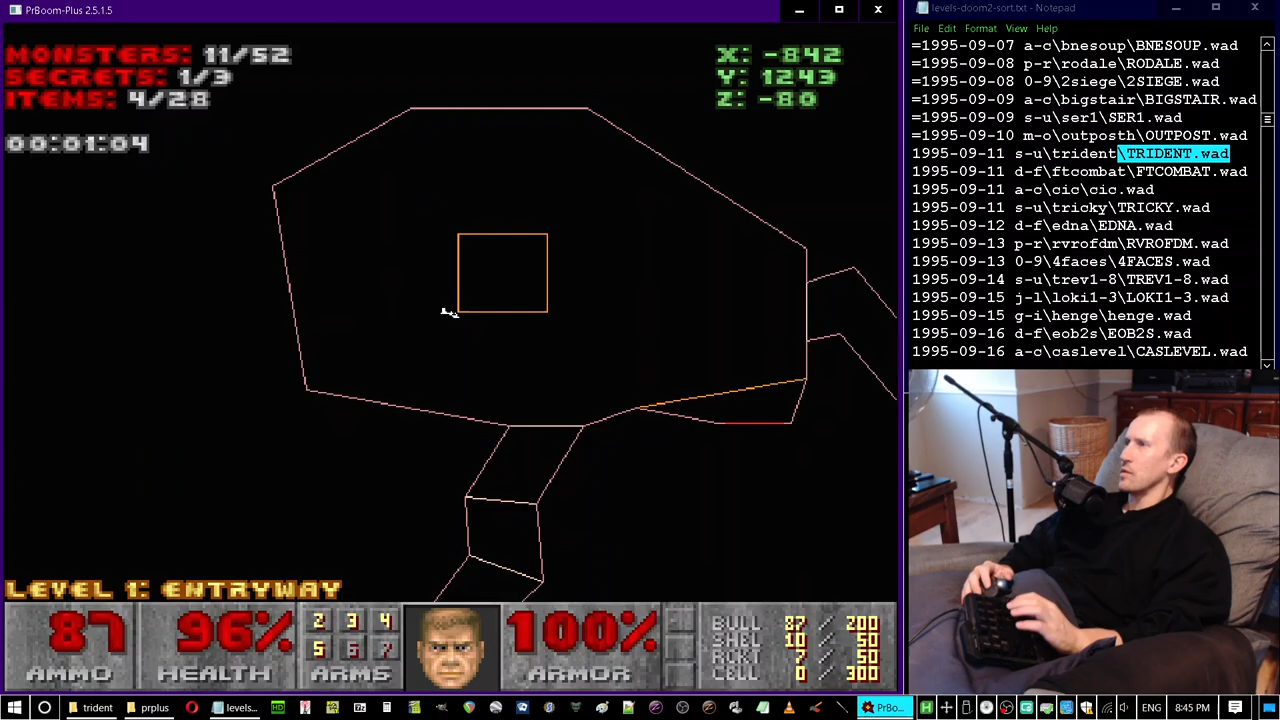 PrBoom-Plus 2.5.1.5
MONSTERS: 11/52
SECRETS: 1/3
ITEMS: 4/28
00:01:04
X: -842
Y: 1243
Z: -80
LEVEL 1: ENTRYWAY
87
AMMO
96%
HEALTH
2 3 4
5 6 7
ARMS
100%
ARMOR
BULL 87 / 200
SHEL 10 / 50
RCKT 7 / 50
CELL 0 / 300
levels-doom2-sort.txt - Notepad
File Edit Format View Help
=1995-09-07 a-c\bnesoup\BNESOUP.wad
=1995-09-08 p-r\rodale\RODALE.wad
=1995-09-08 0-9\2siege\2SIEGE.wad
=1995-09-09 a-c\bigstair\BIGSTAIR.wad
=1995-09-09 s-u\ser1\SER1.wad
=1995-09-10 m-o\outposth\OUTPOST.wad
1995-09-11 s-u\trident\TRIDENT.wad
1995-09-11 d-f\ftcombat\FTCOMBAT.wad
1995-09-11 a-c\cic\cic.wad
1995-09-11 s-u\tricky\TRICKY.wad
1995-09-12 d-f\edna\EDNA.wad
1995-09-13 p-r\rvrofdm\RVROFDM.wad
1995-09-13 0-9\4faces\4FACES.wad
1995-09-14 s-u\trev1-8\TREV1-8.wad
1995-09-15 j-l\loki1-3\LOKI1-3.wad
1995-09-15 g-i\henge\henge.wad
1995-09-16 d-f\eob2s\EOB2S.wad
1995-09-16 a-c\caslevel\CASLEVEL.wad
trident
prplus
levels...
PrBo...
ENG
8:45 PM